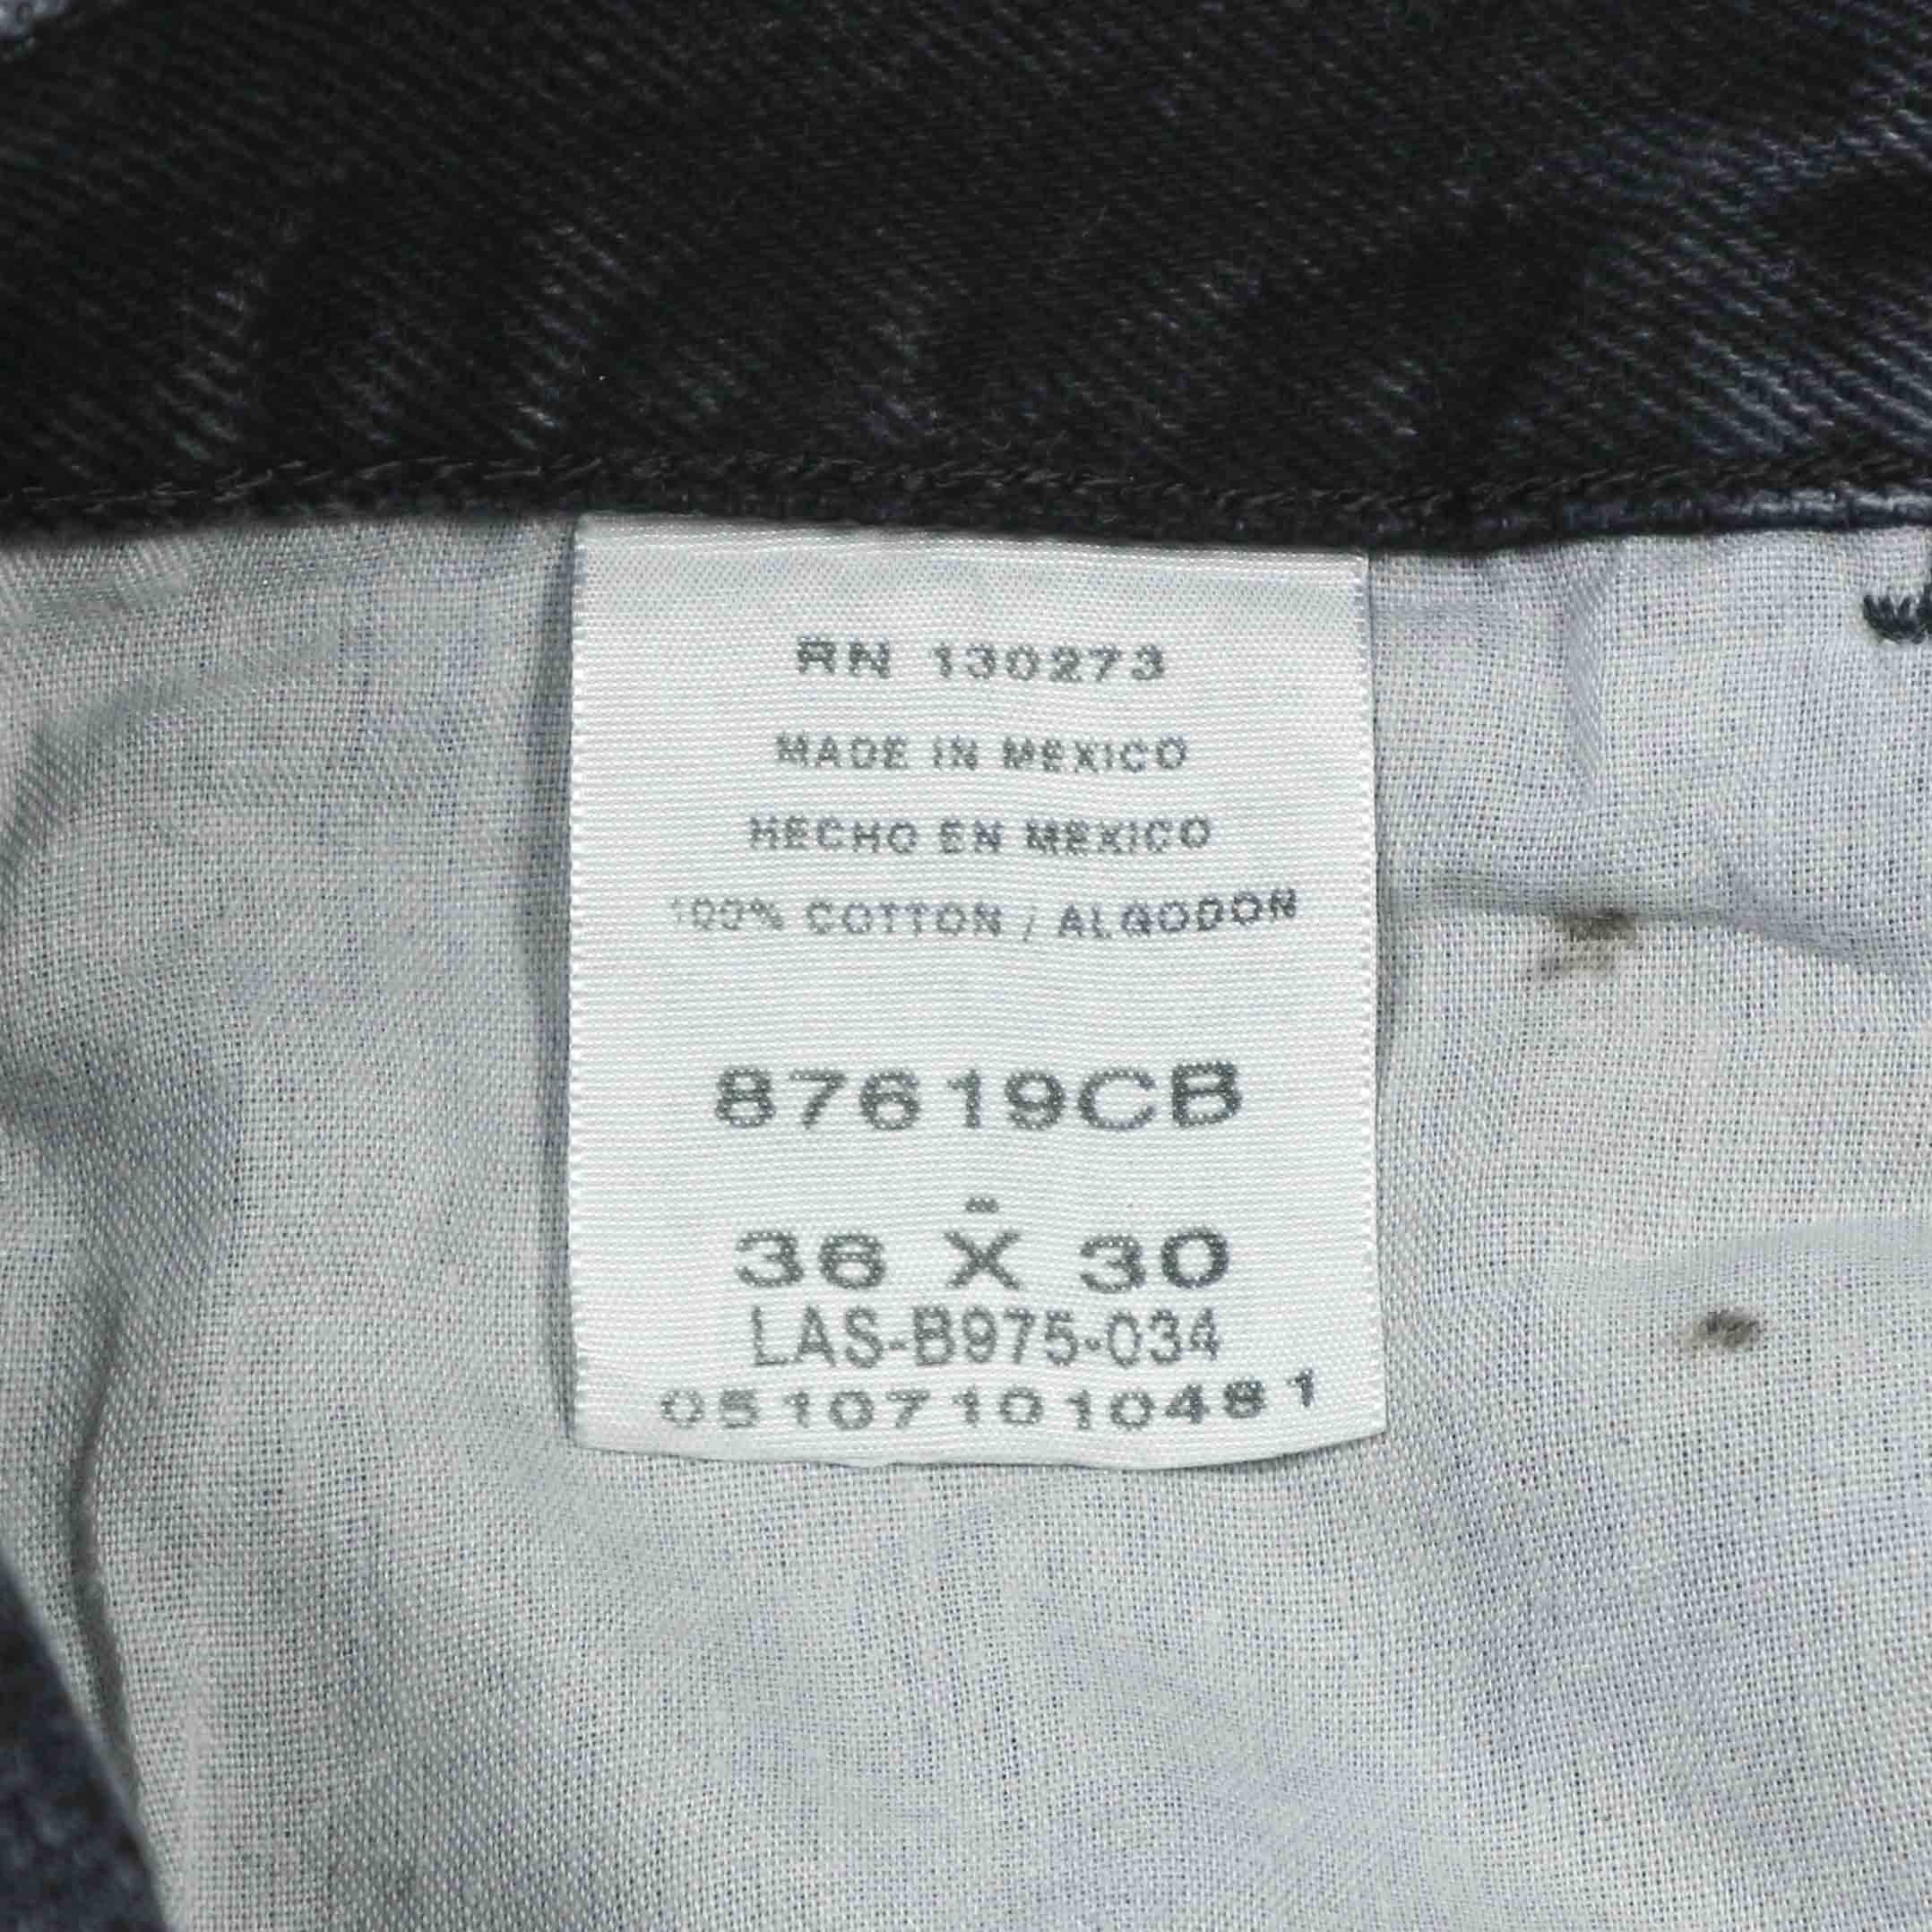 RN 130273
MADE IN MEXICO
HECHO EN MEXICO
100% COTTON / ALGODON
87619CB
-
36 X 30
LAS-B975-034
051071010481